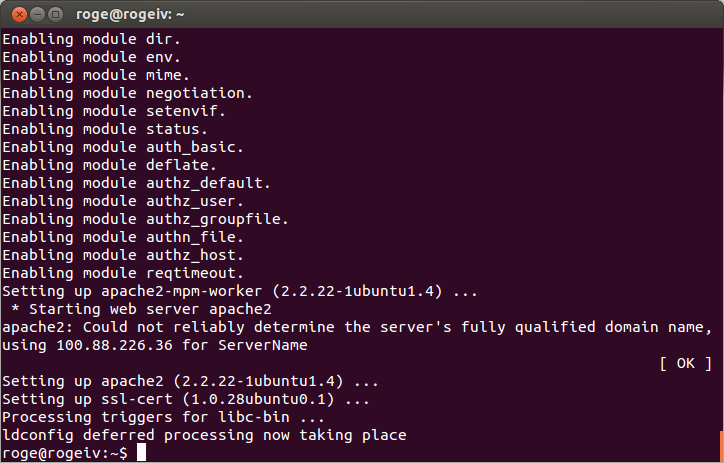 roge@rogeiv: ~
Enabling module dir.
Enabling module env.
Enabling module mime.
Enabling module negotiation.
Enabling module setenvif.
Enabling module status.
Enabling module auth_basic.
Enabling module deflate.
Enabling module authz_default.
Enabling module authz_user.
Enabling module authz_groupfile.
Enabling module authn_file.
Enabling module authz_host.
Enabling module reqtimeout.
Setting up apache2-mpm-worker (2.2.22-1ubuntu1.4) ...
 * Starting web server apache2
apache2: Could not reliably determine the server's fully qualified domain name,
using 100.88.226.36 for ServerName
[ OK ]
Setting up apache2 (2.2.22-1ubuntu1.4) ...
Setting up ssl-cert (1.0.28ubuntu0.1) ...
Processing triggers for libc-bin ...
ldconfig deferred processing now taking place
roge@rogeiv:~$